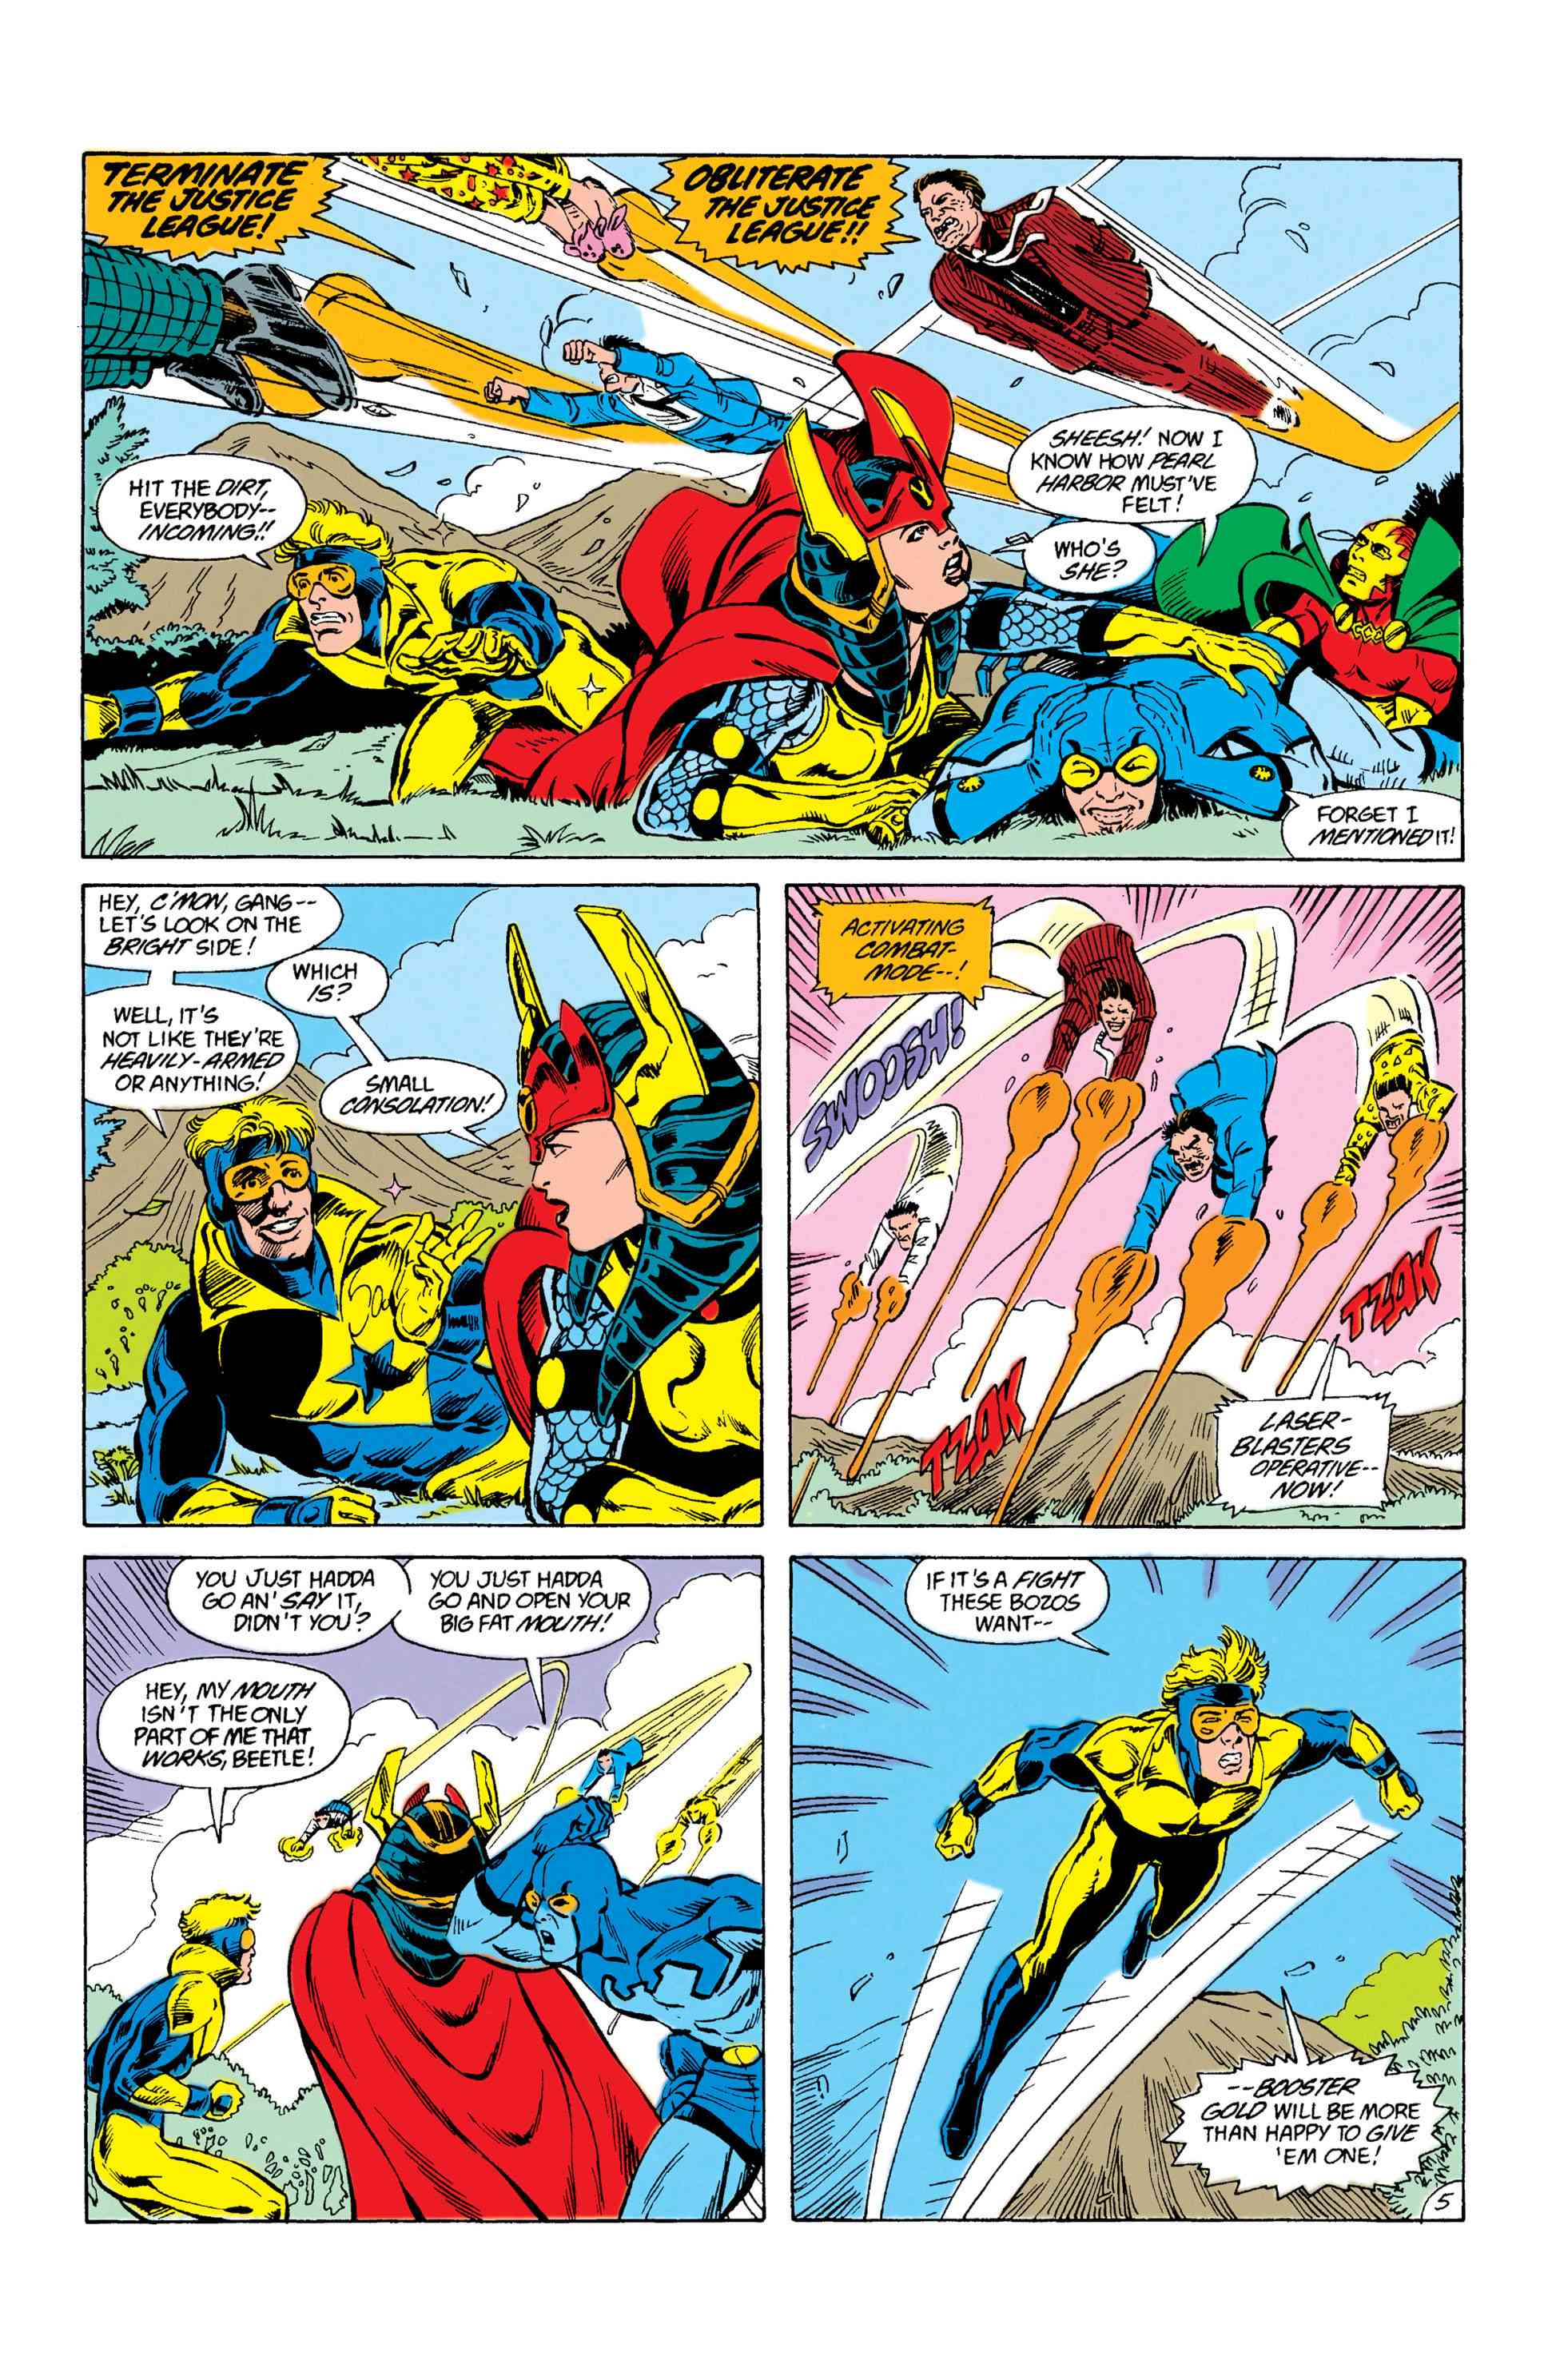 TERMINATE
THE JUSTICE
LEAGUE!
OBLITERATE
THE JUSTICE
LEAGUE!!
HIT THE DIRT,
EVERYBODY--
INCOMING!!
SHEESH! NOW I
KNOW HOW PEARL
HARBOR MUST'VE
FELT!
WHO'S
SHE?
FORGET I
MENTIONED IT!
HEY, C'MON, GANG--
LET'S LOOK ON THE
BRIGHT SIDE!
WHICH
IS?
WELL, IT'S
NOT LIKE THEY'RE
HEAVILY-ARMED
OR ANYTHING!
SMALL
CONSOLATION!
ACTIVATING
COMBAT-
MODE--!
SWOOSH!
TZAK
TZAK
LASER-
BLASTERS
OPERATIVE--
NOW!
YOU JUST HADDA
GO AN' SAY IT,
DIDN'T YOU?
YOU JUST HADDA
GO AND OPEN YOUR
BIG FAT MOUTH!
HEY, MY MOUTH
ISN'T THE ONLY
PART OF ME THAT
WORKS, BEETLE!
IF IT'S A FIGHT
THESE BOZOS
WANT--
--BOOSTER
GOLD WILL BE MORE
THAN HAPPY TO GIVE
'EM ONE!
5